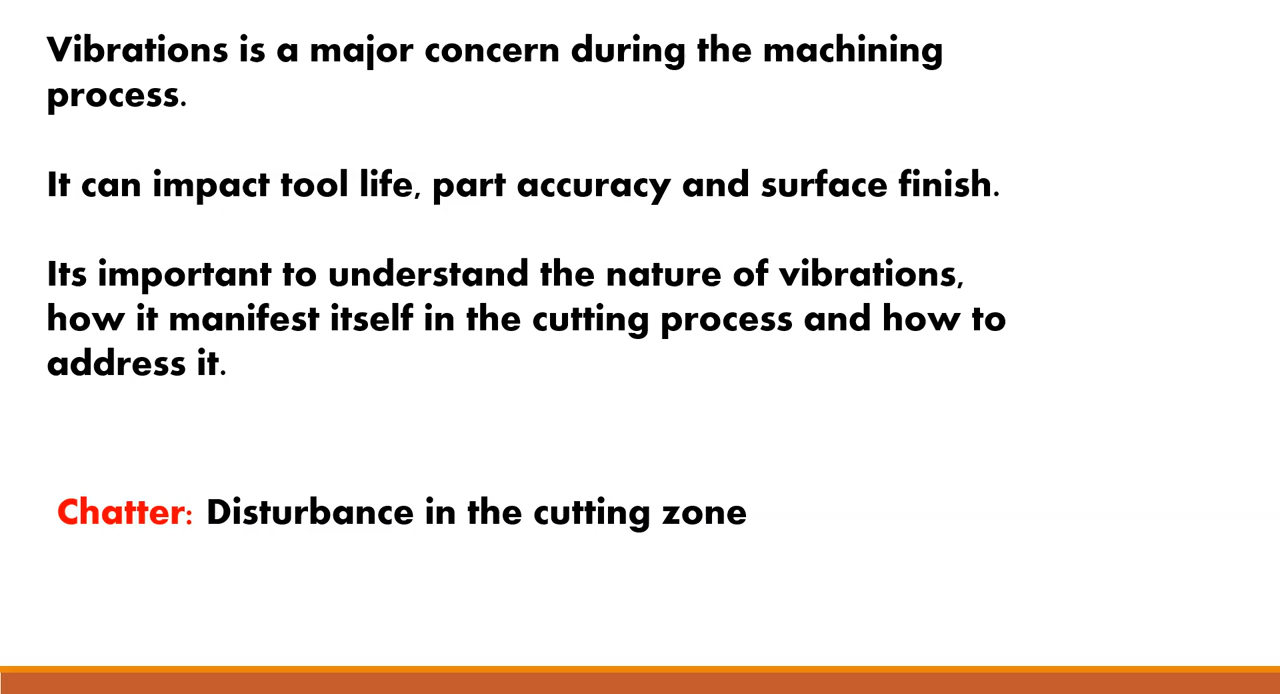 Vibrations is a major concern during the machining
process.
It can impact tool life, part accuracy and surface finish.
Its important to understand the nature of vibrations,
how it manifest itself in the cutting process and how to
address it.
Chatter: Disturbance in the cutting zone